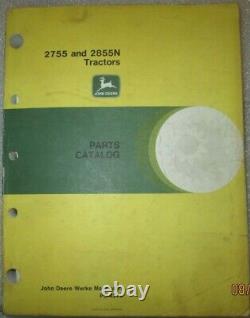 2755 and 2855N
Tractors
JOHN DEERE
PARTS
CATALOG
John Deere Werke